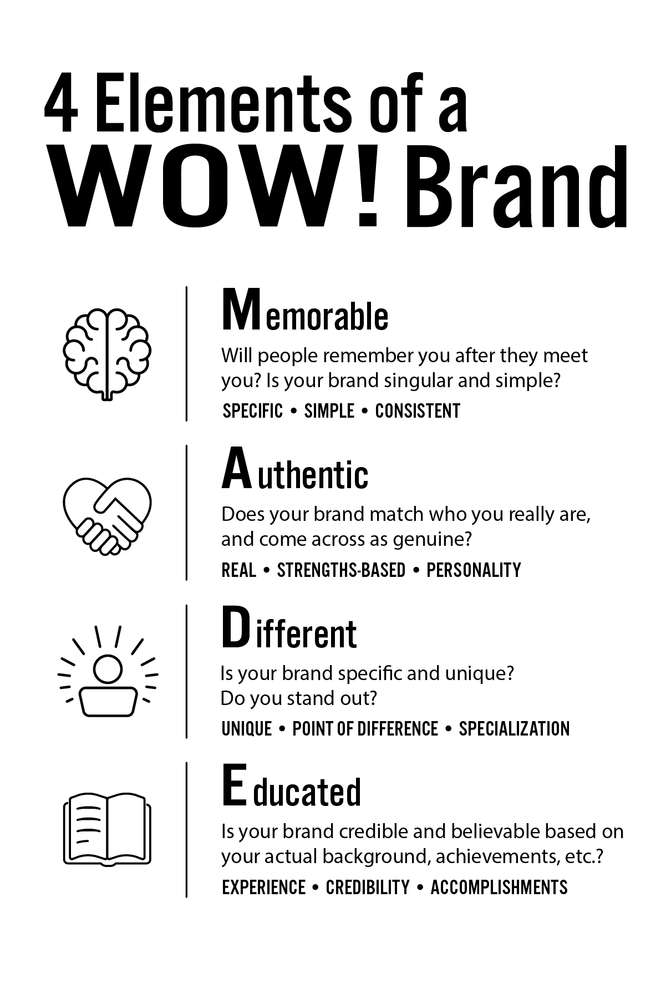 4 Elements of a
WOW! Brand
Memorable
Will people remember you after they meet
you? Is your brand singular and simple?
SPECIFIC • SIMPLE • CONSISTENT
Authentic
Does your brand match who you really are,
and come across as genuine?
REAL • STRENGTHS-BASED • PERSONALITY
Different
Is your brand specific and unique?
Do you stand out?
UNIQUE • POINT OF DIFFERENCE • SPECIALIZATION
Educated
Is your brand credible and believable based on
your actual background, achievements, etc.?
EXPERIENCE • CREDIBILITY • ACCOMPLISHMENTS